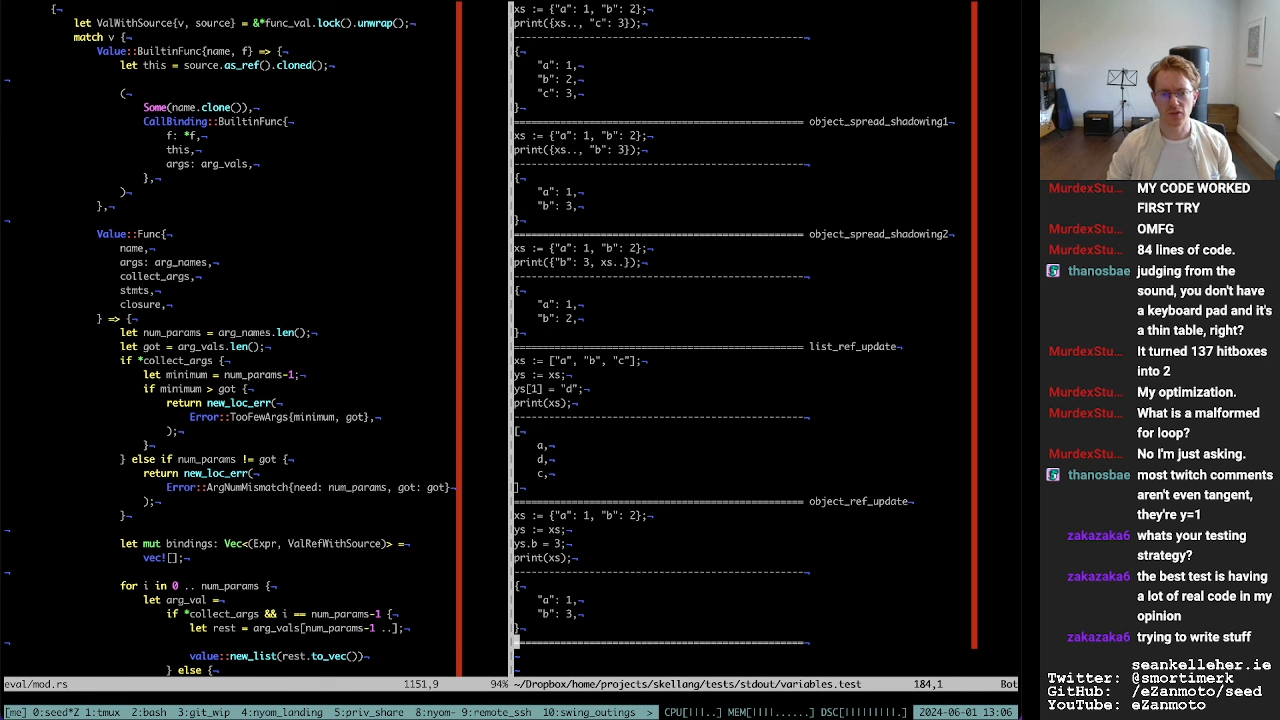 {
let ValWithSource{v, source} = &*func_val.lock().unwrap();¬
match v {¬
Value::BuiltinFunc{name, f} => {¬
let this = source.as_ref().cloned();¬
¬
(¬
Some(name.clone()),¬
CallBinding::BuiltinFunc{¬
f: *f,¬
this,¬
args: arg_vals,¬
},¬
)¬
},¬
¬
Value::Func{¬
name,¬
args: arg_names,¬
collect_args,¬
stmts,¬
closure,¬
} => {¬
let num_params = arg_names.len();¬
let got = arg_vals.len();¬
if *collect_args {¬
let minimum = num_params-1;¬
if minimum > got {¬
return new_loc_err(¬
Error::TooFewArgs{minimum, got},¬
);¬
}¬
} else if num_params != got {¬
return new_loc_err(¬
Error::ArgNumMismatch{need: num_params, got: got}¬
);¬
}¬
¬
let mut bindings: Vec<(Expr, ValRefWithSource)> =¬
vec![];¬
¬
for i in 0 .. num_params {¬
let arg_val =¬
if *collect_args && i == num_params-1 {¬
let rest = arg_vals[num_params-1 ..];¬
¬
value::new_list(rest.to_vec())¬
} else {¬
eval/mod.rs 1151,9 94%
xs := {"a": 1, "b": 2};¬
print({xs.., "c": 3});¬
--------------------------------------------------¬
{¬
"a": 1,¬
"b": 2,¬
"c": 3,¬
}¬
================================================== object_spread_shadowing1¬
xs := {"a": 1, "b": 2};¬
print({xs.., "b": 3});¬
--------------------------------------------------¬
{¬
"a": 1,¬
"b": 3,¬
}¬
================================================== object_spread_shadowing2¬
xs := {"a": 1, "b": 2};¬
print({"b": 3, xs..});¬
--------------------------------------------------¬
{¬
"a": 1,¬
"b": 2,¬
}¬
================================================== list_ref_update¬
xs := ["a", "b", "c"];¬
ys := xs;¬
ys[1] = "d";¬
print(xs);¬
--------------------------------------------------¬
[¬
a,¬
d,¬
c,¬
]¬
================================================== object_ref_update¬
xs := {"a": 1, "b": 2};¬
ys := xs;¬
ys.b = 3;¬
print(xs);¬
--------------------------------------------------¬
{¬
"a": 1,¬
"b": 3,¬
}¬
==================================================¬
¬
¬
~/Dropbox/home/projects/skellang/tests/stdout/variables.test 184,1 Bot
MurdexStu… MY CODE WORKED
FIRST TRY
MurdexStu… OMFG
MurdexStu… 84 lines of code.
thanosbae judging from the
sound, you don't have
a keyboard pad and it's
a thin table, right?
MurdexStu… It turned 137 hitboxes
into 2
MurdexStu… My optimization.
MurdexStu… What is a malformed
for loop?
MurdexStu… No i'm just asking.
thanosbae most twitch comments
aren't even tangent,
they're y=1
zakazaka6 whats your testing
strategy?
zakazaka6 the best test is having
a lot of real code in my
opinion
zakazaka6 trying to write stuff
Twitter: seankelleher.ie
Twitch: @smortimerk
GitHub: ezanmoto/seed
YouTube: @ezanmoto
[me] 0:seed*Z 1:tmux 2:bash 3:git_wip 4:nyom_landing 5:priv_share 8:nyom- 9:remote_ssh 10:swing_outings > CPU[|||..] MEM[||||......] DSC[|||||||||.] 2024-06-01 13:06